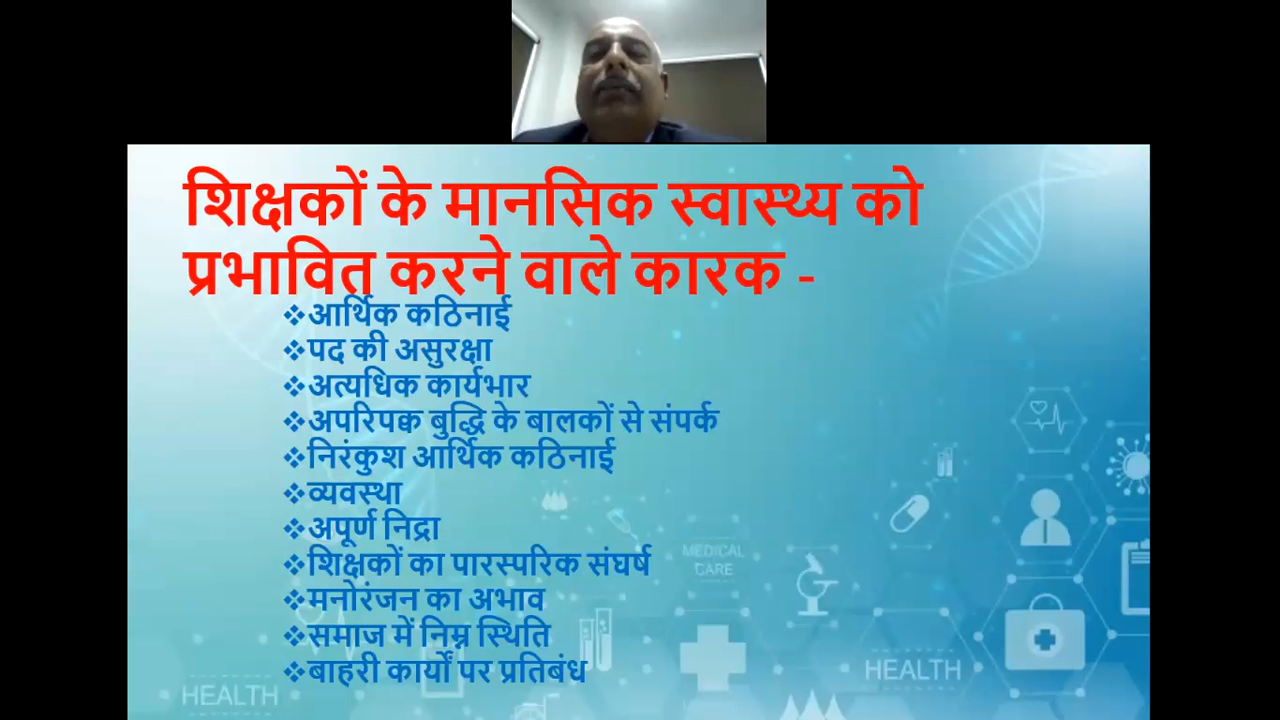 शिक्षकों के मानसिक स्वास्थ्य को
प्रभावित करने वाले कारक -
❖आर्थिक कठिनाई
❖पद की असुरक्षा
❖अत्यधिक कार्यभार
❖अपरिपक्व बुद्धि के बालकों से संपर्क
❖निरंकुश आर्थिक कठिनाई
❖व्यवस्था
❖अपूर्ण निद्रा
❖शिक्षकों का पारस्परिक संघर्ष
❖मनोरंजन का अभाव
❖समाज में निम्न स्थिति
❖बाहरी कार्यों पर प्रतिबंध
MEDICAL
CARE
HEALTH
HEALTH